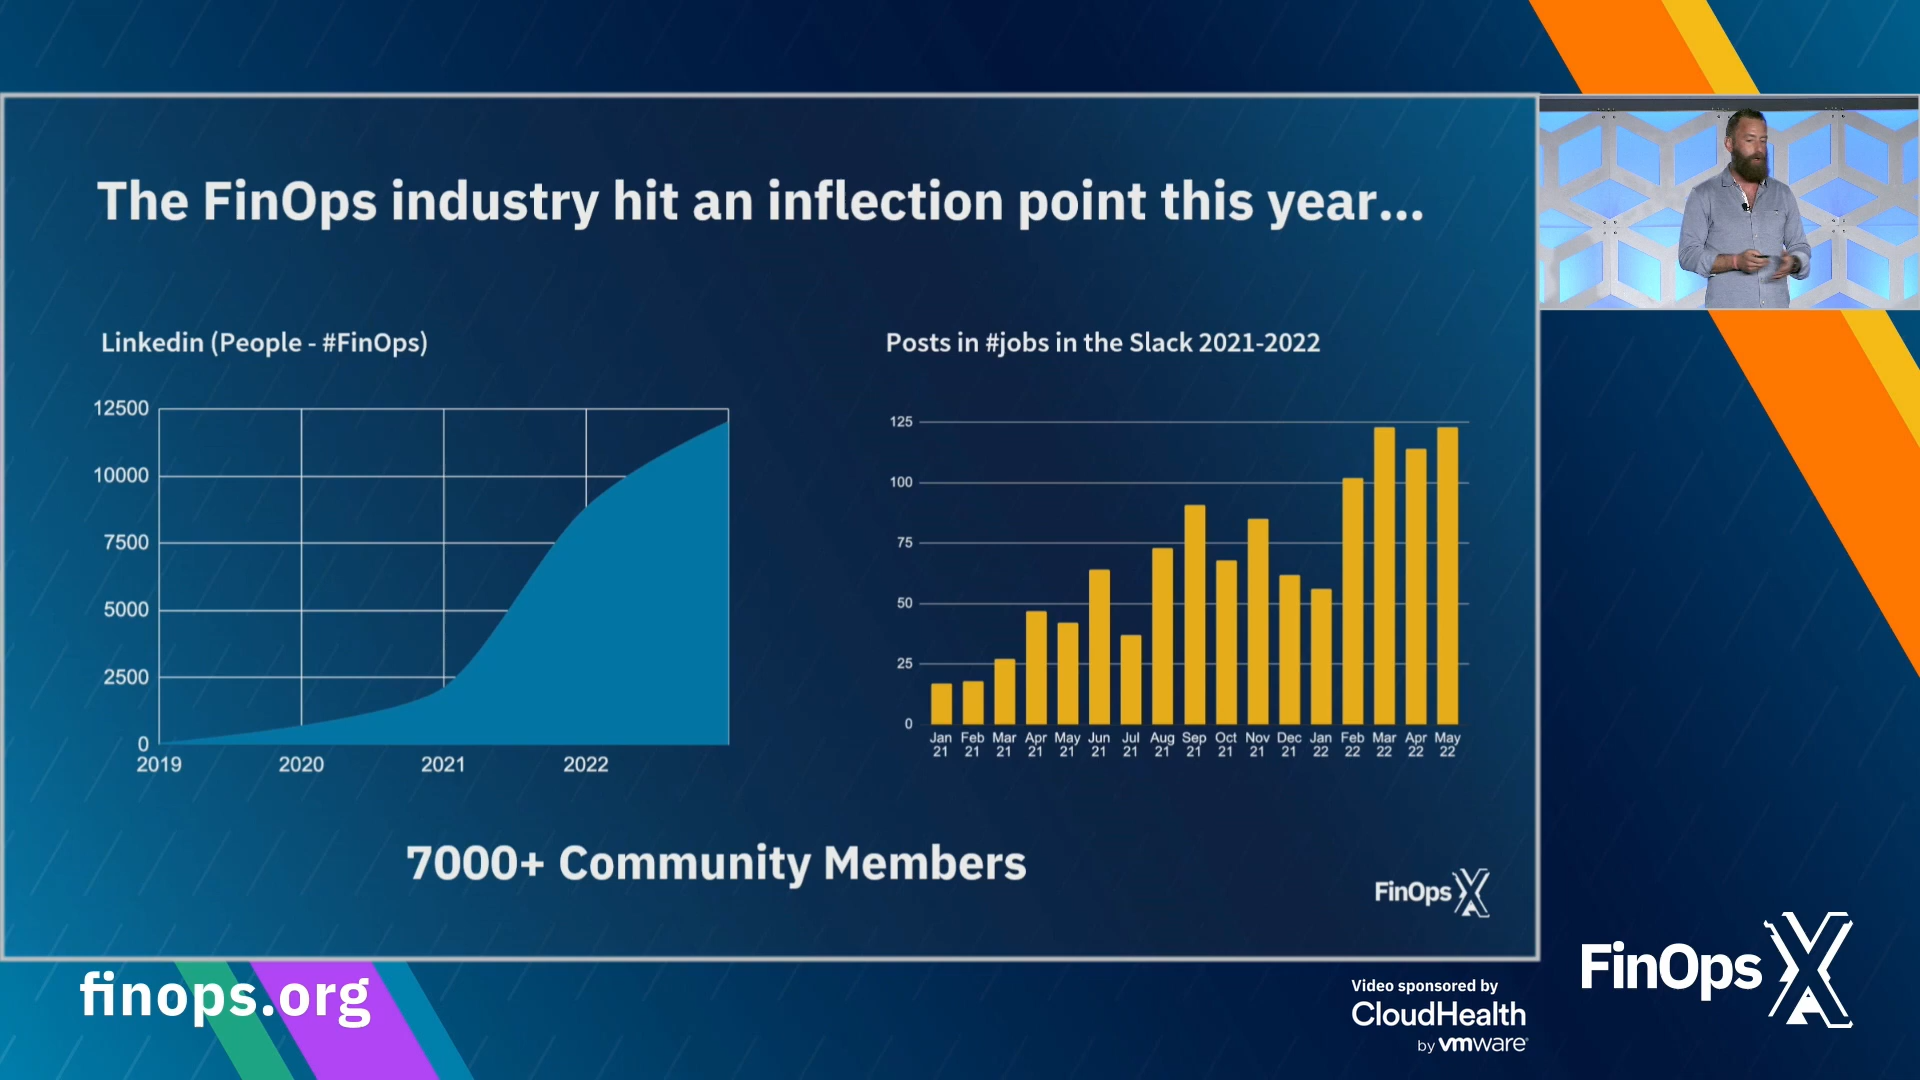 The FinOps industry hit an inflection point this year...
Linkedin (People - #FinOps)
12500
10000
7500
5000
2500
0
2019 2020 2021 2022
Posts in #jobs in the Slack 2021-2022
125
100
75
50
25
0
Jan Feb Mar Apr May Jun Jul Aug Sep Oct Nov Dec Jan Feb Mar Apr May
21 21 21 21 21 21 21 21 21 21 21 21 22 22 22 22 22
7000+ Community Members
FinOps X
finops.org
Video sponsored by
CloudHealth
by vmware®
FinOps X